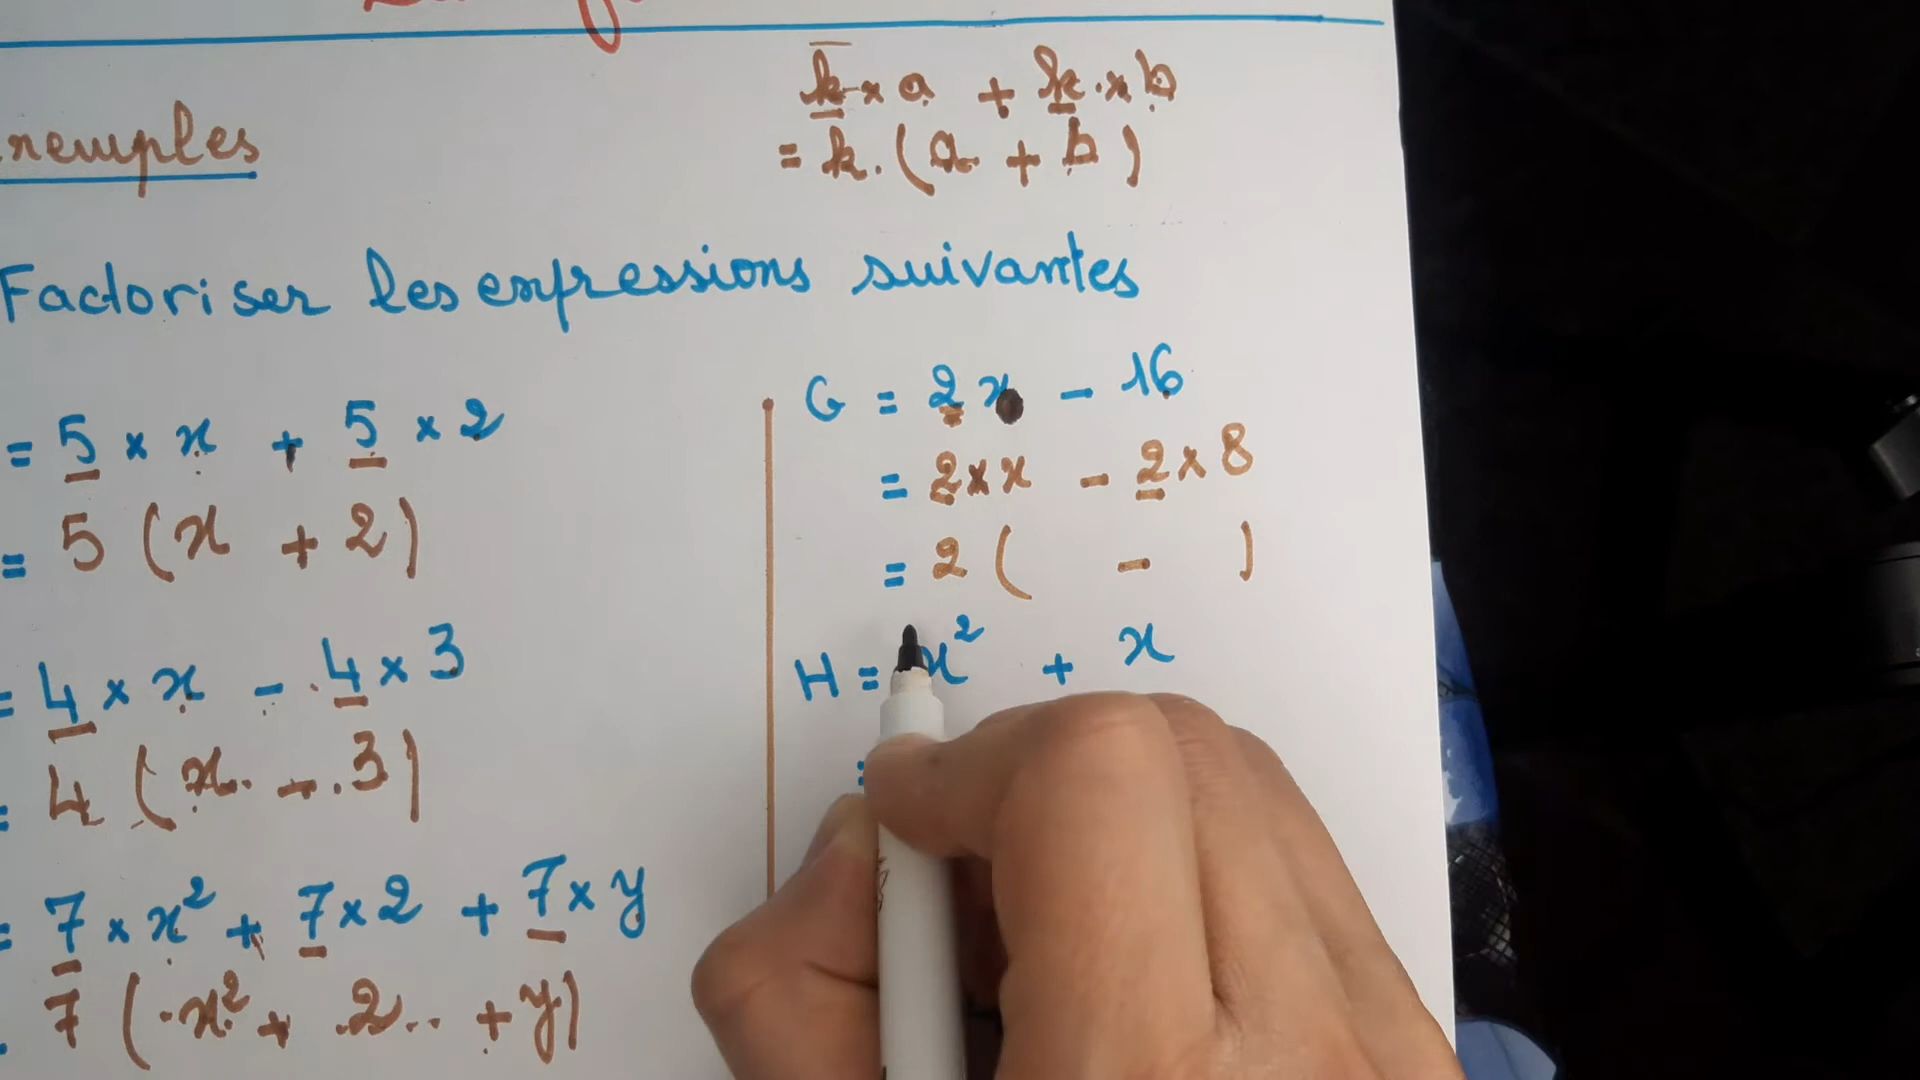 k × a + k × b
= k . ( a + b )
nemples
Factoriser les expressions suivantes
= 5 × x + 5 × 2
= 5 ( x + 2 )
= 4 × x - 4 × 3
= 4 ( x - 3 )
= 7 × x² + 7 × 2 + 7 × y
7 ( x² + 2 + y )
G = 2x - 16
= 2 × x - 2 × 8
= 2 ( - )
H = x² + x
=